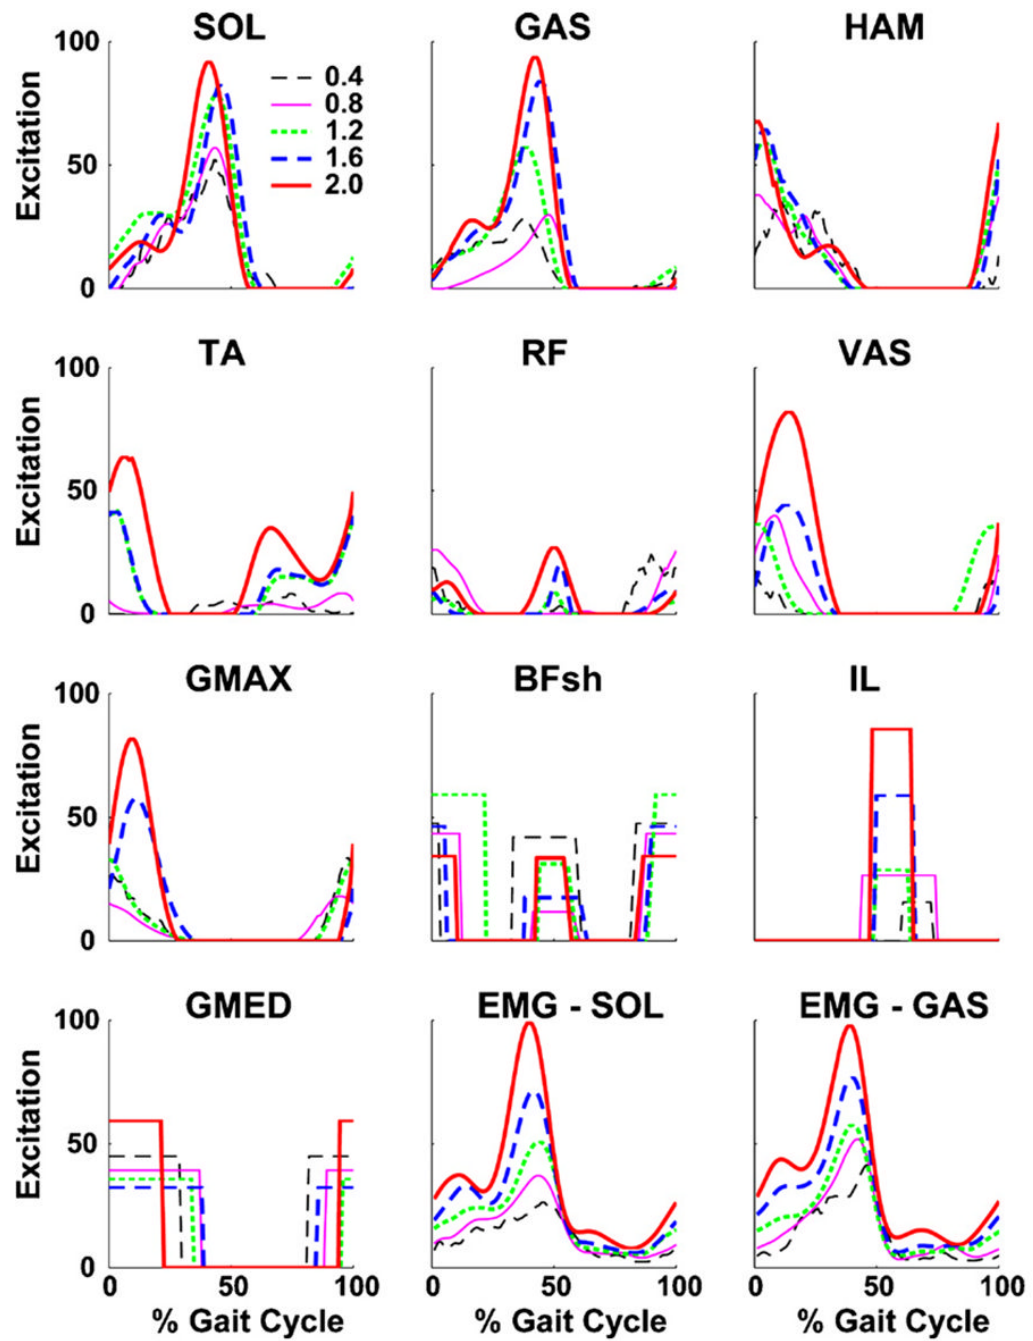 SOL GAS HAM
100
Excitation
50
0
0.4
0.8
1.2
1.6
2.0
TA RF VAS
100
Excitation
50
0
GMAX BFsh IL
100
Excitation
50
0
GMED EMG - SOL EMG - GAS
100
Excitation
50
0
0 50 100 0 50 100 0 50 100
% Gait Cycle % Gait Cycle % Gait Cycle